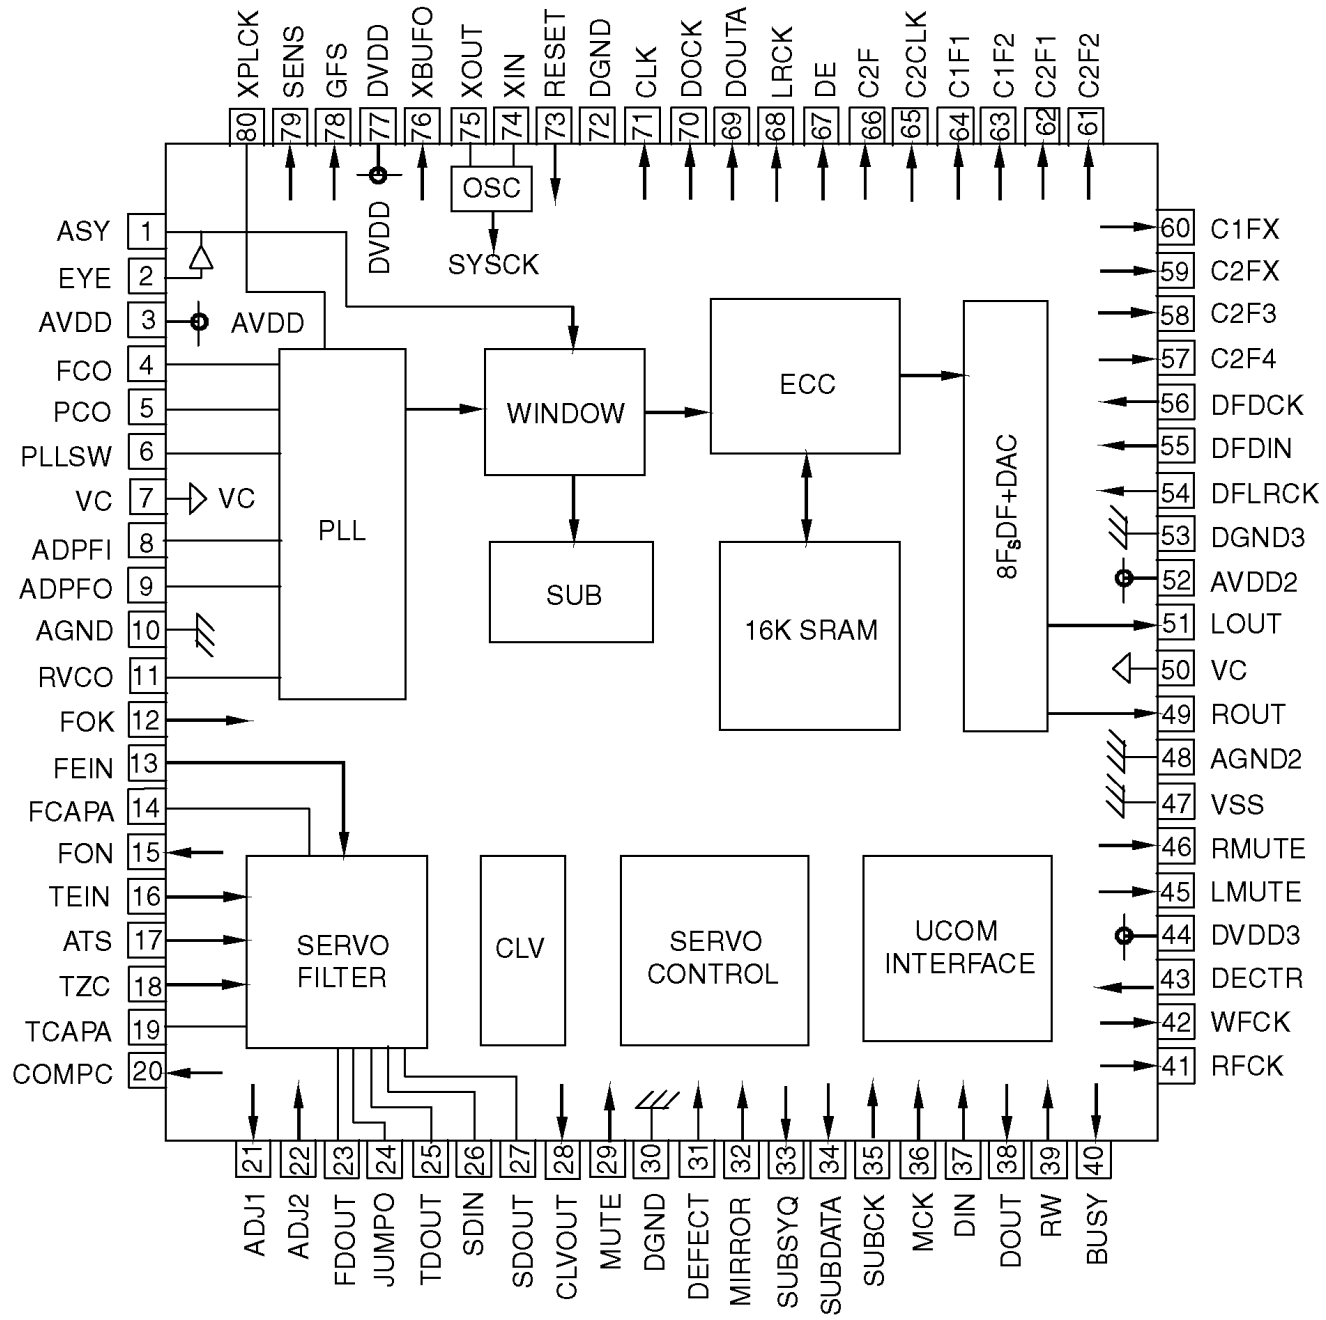 XPLCK
SENS
GFS
DVDD
XBUFO
XOUT
XIN
RESET
DGND
CLK
DOCK
DOUTA
LRCK
DE
C2F
C2CLK
C1F1
C1F2
C2F1
C2F2
80
79
78
77
76
75
74
73
72
71
70
69
68
67
66
65
64
63
62
61
OSC
DVDD
SYSCK
ASY 1
EYE 2
AVDD 3 AVDD
FCO 4
PCO 5
PLLSW 6
VC 7 VC
ADPFI 8
ADPFO 9
AGND 10
RVCO 11
FOK 12
FEIN 13
FCAPA 14
FON 15
TEIN 16
ATS 17
TZC 18
TCAPA 19
COMPC 20
PLL
WINDOW
SUB
ECC
16K SRAM
8FsDF+DAC
SERVO
FILTER
CLV
SERVO
CONTROL
UCOM
INTERFACE
60 C1FX
59 C2FX
58 C2F3
57 C2F4
56 DFDCK
55 DFDIN
54 DFLRCK
53 DGND3
52 AVDD2
51 LOUT
50 VC
49 ROUT
48 AGND2
47 VSS
46 RMUTE
45 LMUTE
44 DVDD3
43 DECTR
42 WFCK
41 RFCK
21
22
23
24
25
26
27
28
29
30
31
32
33
34
35
36
37
38
39
40
ADJ1
ADJ2
FDOUT
JUMPO
TDOUT
SDIN
SDOUT
CLVOUT
MUTE
DGND
DEFECT
MIRROR
SUBSYQ
SUBDATA
SUBCK
MCK
DIN
DOUT
RW
BUSY